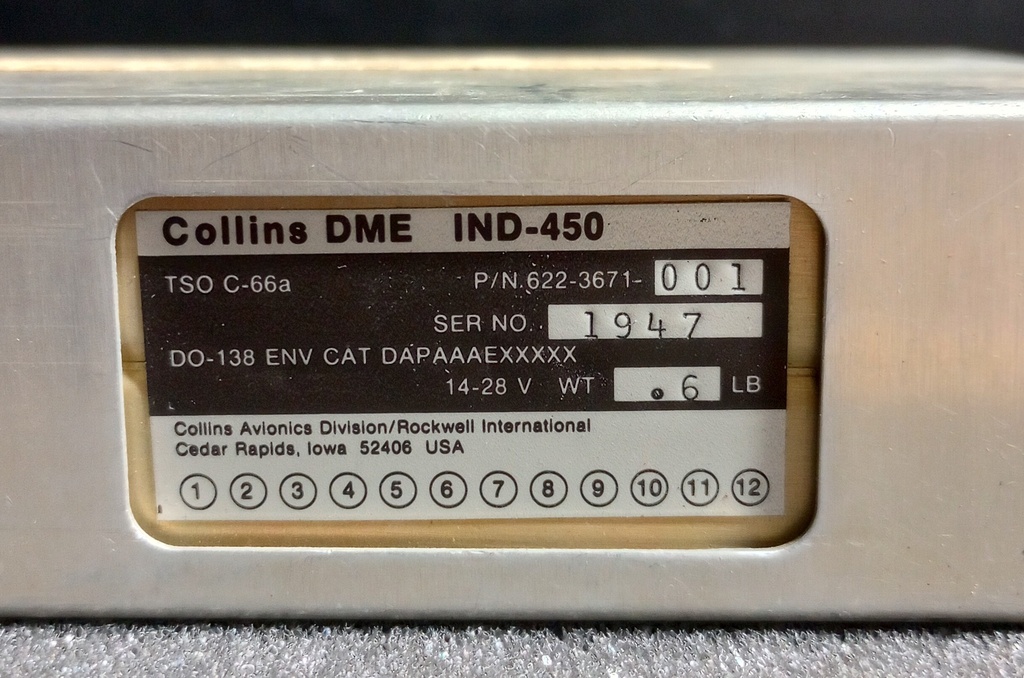 Collins DME IND-450
TSO C-66a P/N.622-3671- 001
SER NO. 1947
DO-138 ENV CAT DAPAAAEXXXXX
14-28 V WT .6 LB
Collins Avionics Division/Rockwell International
Cedar Rapids, Iowa 52406 USA
1 2 3 4 5 6 7 8 9 10 11 12